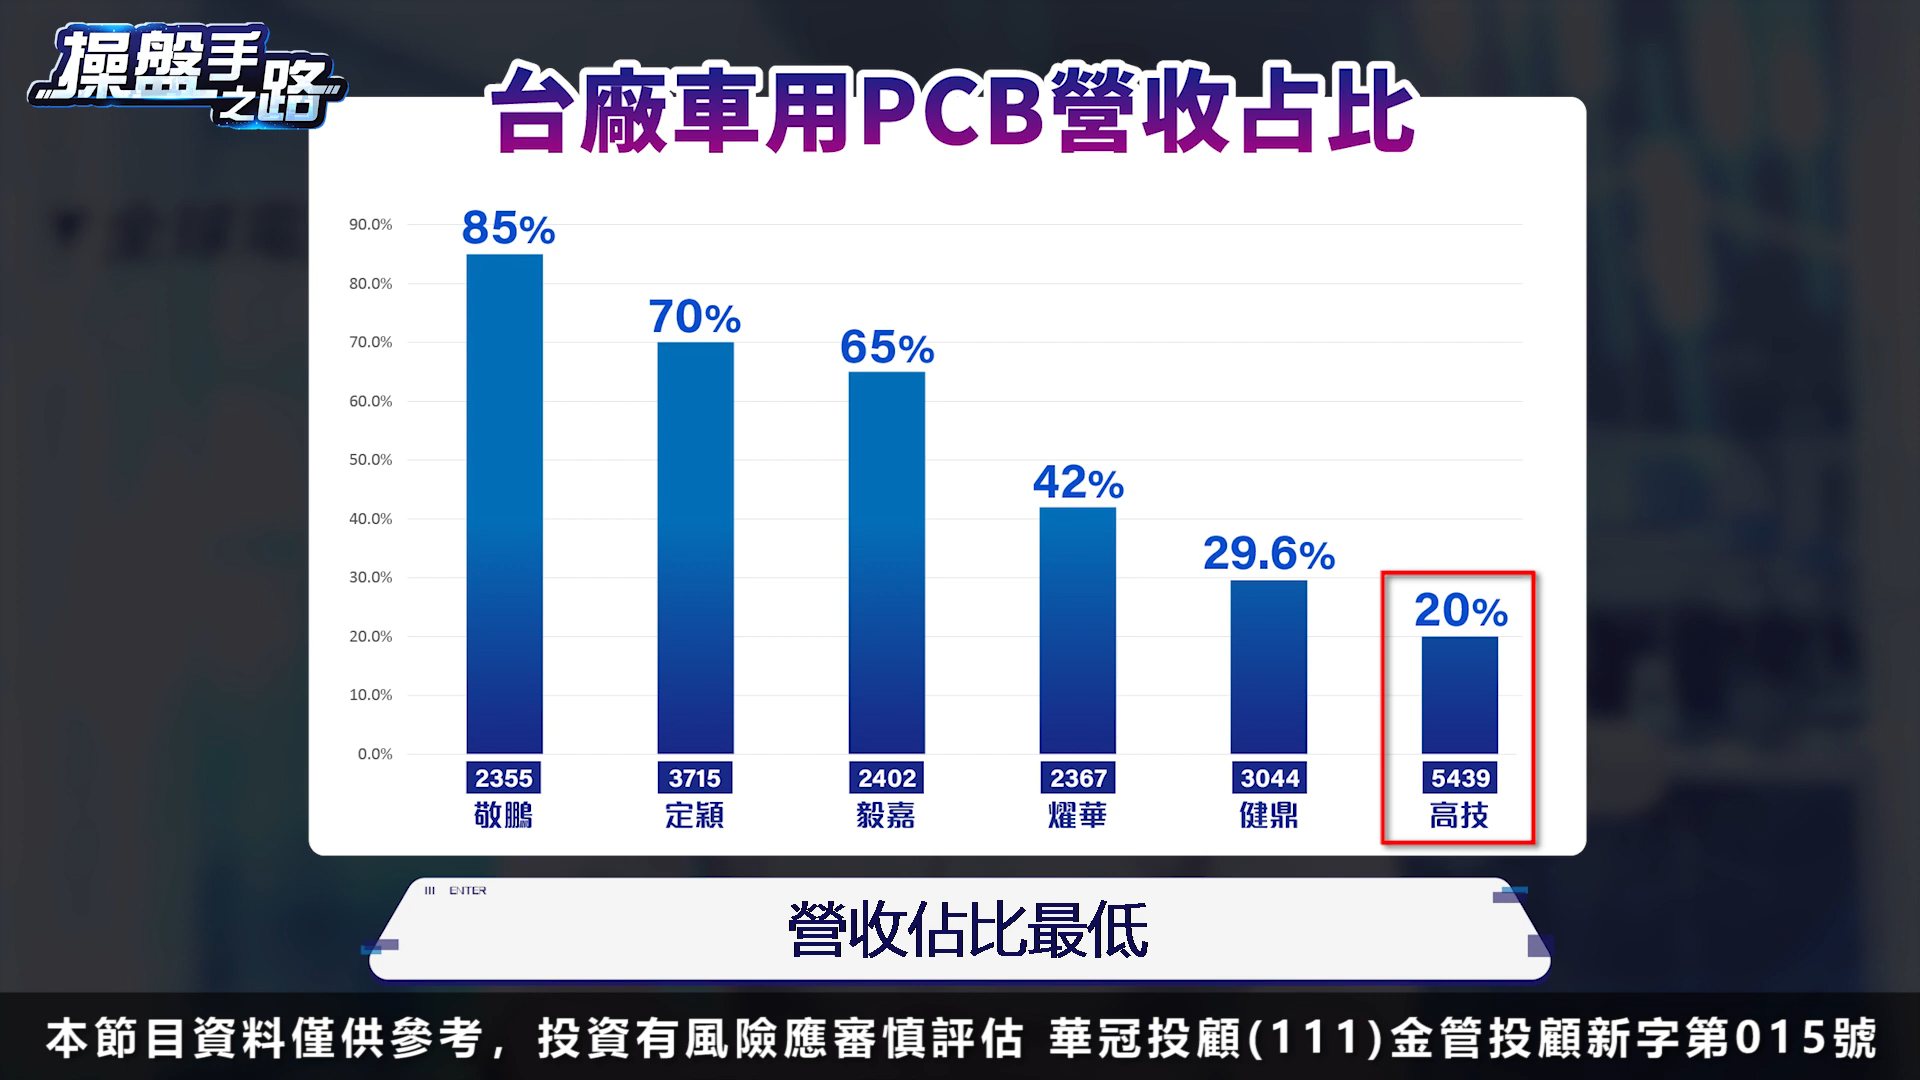 操盤手之路
台廠車用PCB營收占比
90.0%
80.0%
70.0%
60.0%
50.0%
40.0%
30.0%
20.0%
10.0%
0.0%
85%
70%
65%
42%
29.6%
20%
2355 3715 2402 2367 3044 5439
敬鵬 定穎 毅嘉 燿華 健鼎 高技
III ENTER
營收佔比最低
本節目資料僅供參考，投資有風險應審慎評估 華冠投顧(111)金管投顧新字第015號